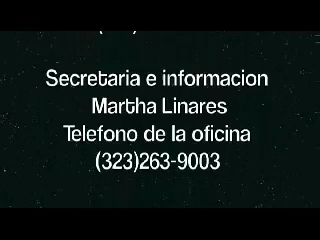 Secretaria e informacion
Martha Linares
Telefono de la oficina
(323)263-9003